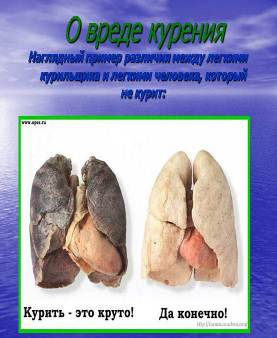 О вреде курения
Наглядный пример различия между легкими
курильщика и легкими человека, который
не курит:
www.oper.ru
Курить - это круто!
Да конечно!